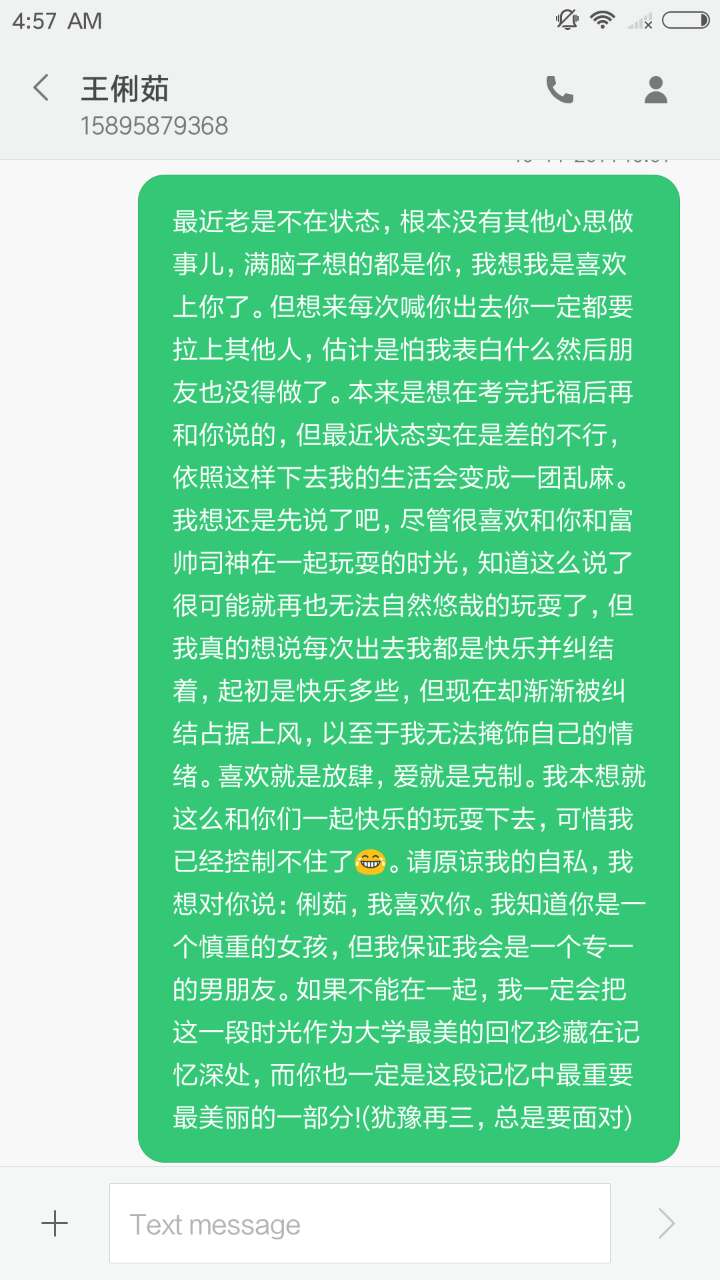 4:57 AM
王俐茹
15895879368
最近老是不在状态，根本没有其他心思做
事儿，满脑子想的都是你，我想我是喜欢
上你了。但想来每次喊你出去你一定都要
拉上其他人，估计是怕我表白什么然后朋
友也没得做了。本来是想在考完托福后再
和你说的，但最近状态实在是差的不行，
依照这样下去我的生活会变成一团乱麻。
我想还是先说了吧，尽管很喜欢和你和富
帅司神在一起玩耍的时光，知道这么说了
很可能就再也无法自然悠哉的玩耍了，但
我真的想说每次出去我都是快乐并纠结
着，起初是快乐多些，但现在却渐渐被纠
结占据上风，以至于我无法掩饰自己的情
绪。喜欢就是放肆，爱就是克制。我本想就
这么和你们一起快乐的玩耍下去，可惜我
已经控制不住了😂。请原谅我的自私，我
想对你说：俐茹，我喜欢你。我知道你是一
个慎重的女孩，但我保证我会是一个专一
的男朋友。如果不能在一起，我一定会把
这一段时光作为大学最美的回忆珍藏在记
忆深处，而你也一定是这段记忆中最重要
最美丽的一部分!(犹豫再三，总是要面对)
Text message